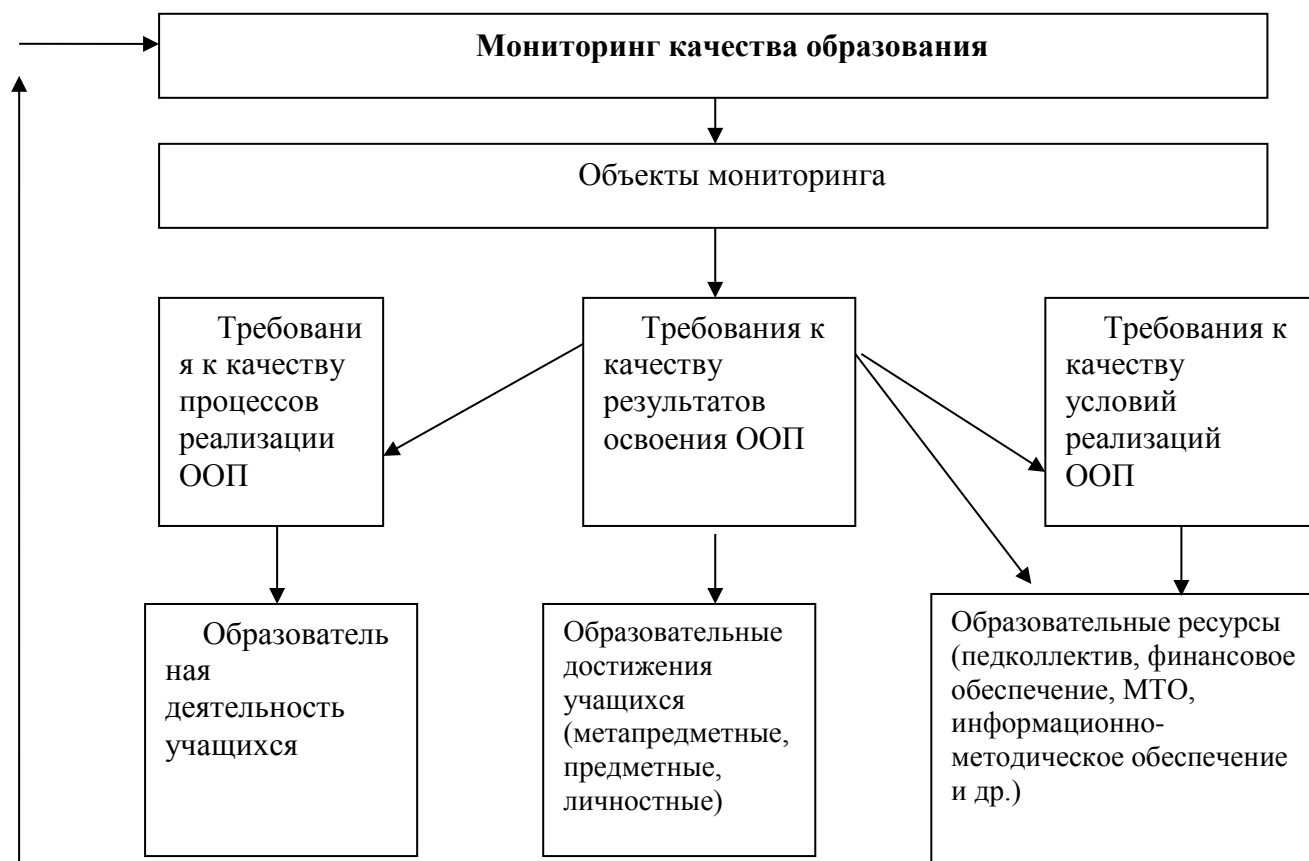 Мониторинг качества образования
Объекты мониторинга
Требовани
я к качеству
процессов
реализации
ООП
Требования к
качеству
результатов
освоения ООП
Требования к
качеству
условий
реализаций
ООП
Образователь
ная
деятельность
учащихся
Образовательные
достижения
учащихся
(метапредметные,
предметные,
личностные)
Образовательные ресурсы
(педколлектив, финансовое
обеспечение, МТО,
информационно-
методическое обеспечение
и др.)